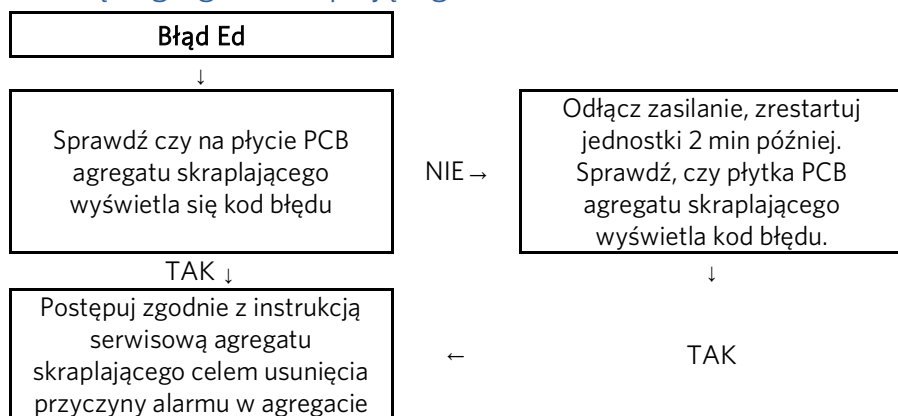 Błąd Ed
↓
Sprawdź czy na płycie PCB
agregatu skraplającego
wyświetla się kod błędu
NIE →
Odłącz zasilanie, zrestartuj
jednostki 2 min później.
Sprawdź, czy płytka PCB
agregatu skraplającego
wyświetla kod błędu.
TAK ↓
↓
Postępuj zgodnie z instrukcją
serwisową agregatu
skraplającego celem usunięcia
przyczyny alarmu w agregacie
←
TAK